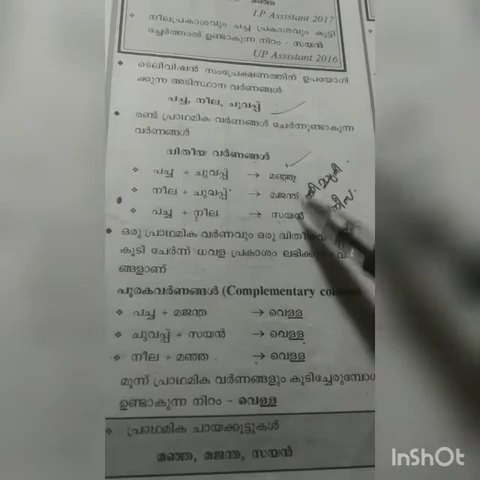 LP Assistant 2017
നീലപ്രകാശവും പച്ച പ്രകാശവും കൂട്ടി
ച്ചേർത്താൽ ഉണ്ടാകുന്ന നിറം - സയൻ
UP Assistant 2016
ടെലിവിഷൻ സംപ്രേക്ഷണത്തിന് ഉപയോഗി
ക്കുന്ന അടിസ്ഥാന വർണങ്ങൾ
പച്ച, നീല, ചുവപ്പ്
രണ്ട് പ്രാഥമിക വർണങ്ങൾ ചേർന്നുണ്ടാകുന്ന
വർണങ്ങൾ
ദ്വിതീയ വർണങ്ങൾ
പച്ച + ചുവപ്പ് → മഞ്ഞ
നീല + ചുവപ്പ് → മജന്ത
പച്ച + നീല → സയൻ
ഒരു പ്രാഥമിക വർണവും ഒരു
കൂടി ചേർന്ന് ധവള പ്രകാശം ലഭിക്കുന്ന
ങ്ങളാണ്
പൂരകവർണങ്ങൾ (Complementary
പച്ച + മജന്ത → വെള്ള
ചുവപ്പ് + സയൻ → വെള്ള
നീല + മഞ്ഞ → വെള്ള
മൂന്ന് പ്രാഥമിക വർണങ്ങളും കൂടിച്ചേരുമ്പോൾ
ഉണ്ടാകുന്ന നിറം - വെള്ള
പ്രാഥമിക ചായക്കൂട്ടുകൾ
മഞ്ഞ, മജന്ത, സയൻ
InShOt